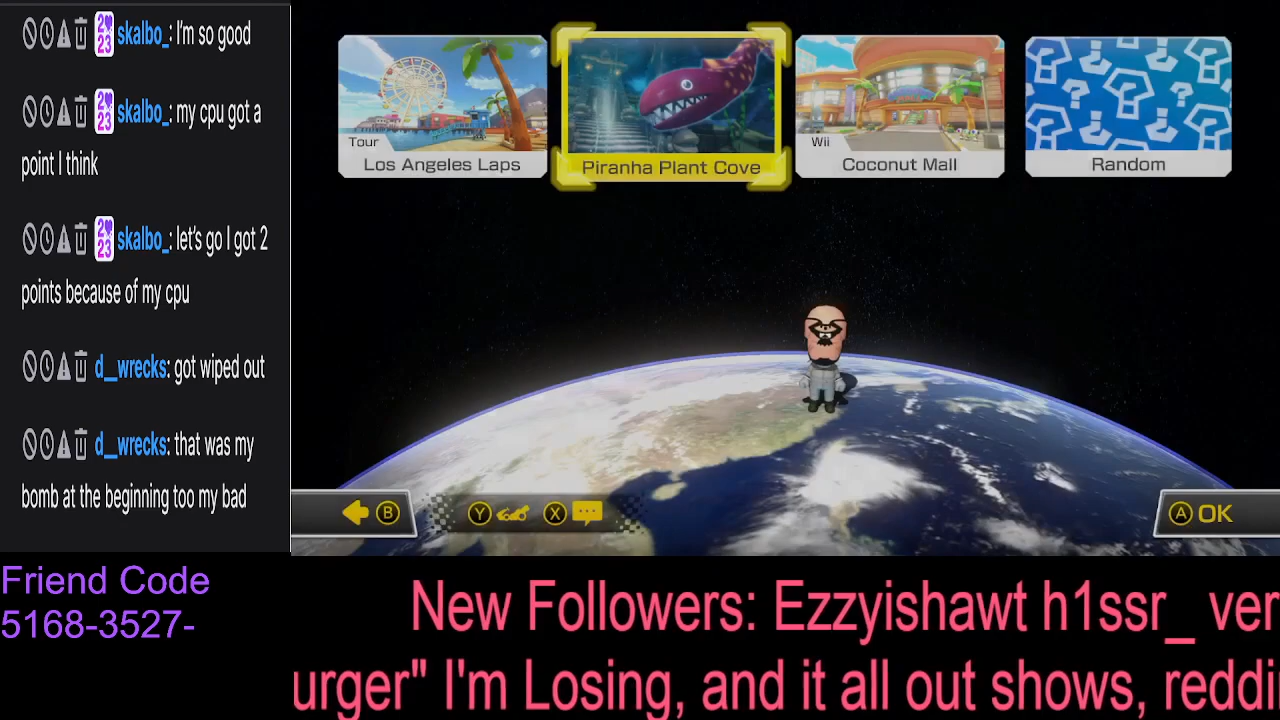 skalbo_: I'm so good
skalbo_: my cpu got a
point I think
skalbo_: let's go I got 2
points because of my cpu
d__wrecks: got wiped out
d__wrecks: that was my
bomb at the beginning too my bad
Friend Code
5168-3527-
Tour
Los Angeles Laps
Piranha Plant Cove
Wii
Coconut Mall
Random
B
Y
X
A OK
New Followers: Ezzyishawt h1ssr_ ver
urger" I'm Losing, and it all out shows, reddi